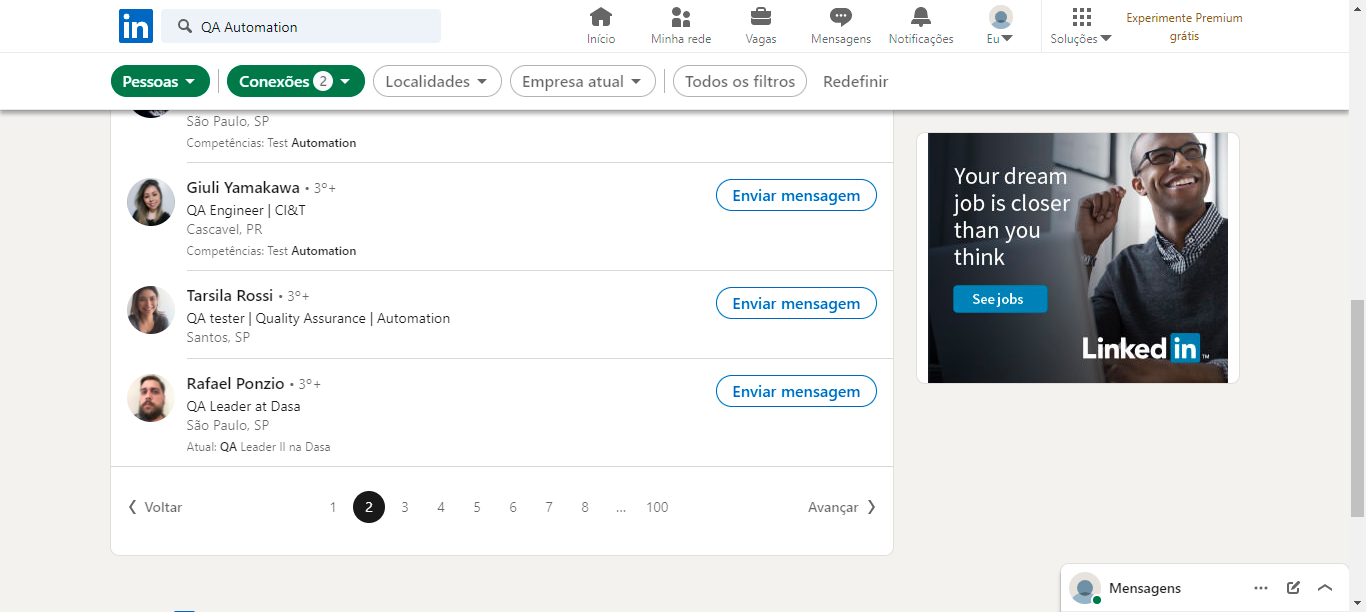 in
QA Automation
Início
Minha rede
Vagas
Mensagens
Notificações
Eu
Soluções
Experimente Premium
grátis
Pessoas
Conexões 2
Localidades
Empresa atual
Todos os filtros
Redefinir
São Paulo, SP
Competências: Test Automation
Giuli Yamakawa • 3º+
QA Engineer | CI&T
Cascavel, PR
Competências: Test Automation
Enviar mensagem
Tarsila Rossi • 3º+
QA tester | Quality Assurance | Automation
Santos, SP
Enviar mensagem
Rafael Ponzio • 3º+
QA Leader at Dasa
São Paulo, SP
Atual: QA Leader II na Dasa
Enviar mensagem
Voltar 1 2 3 4 5 6 7 8 ... 100 Avançar
Your dream
job is closer
than you
think
See jobs
Linked in ™
Mensagens